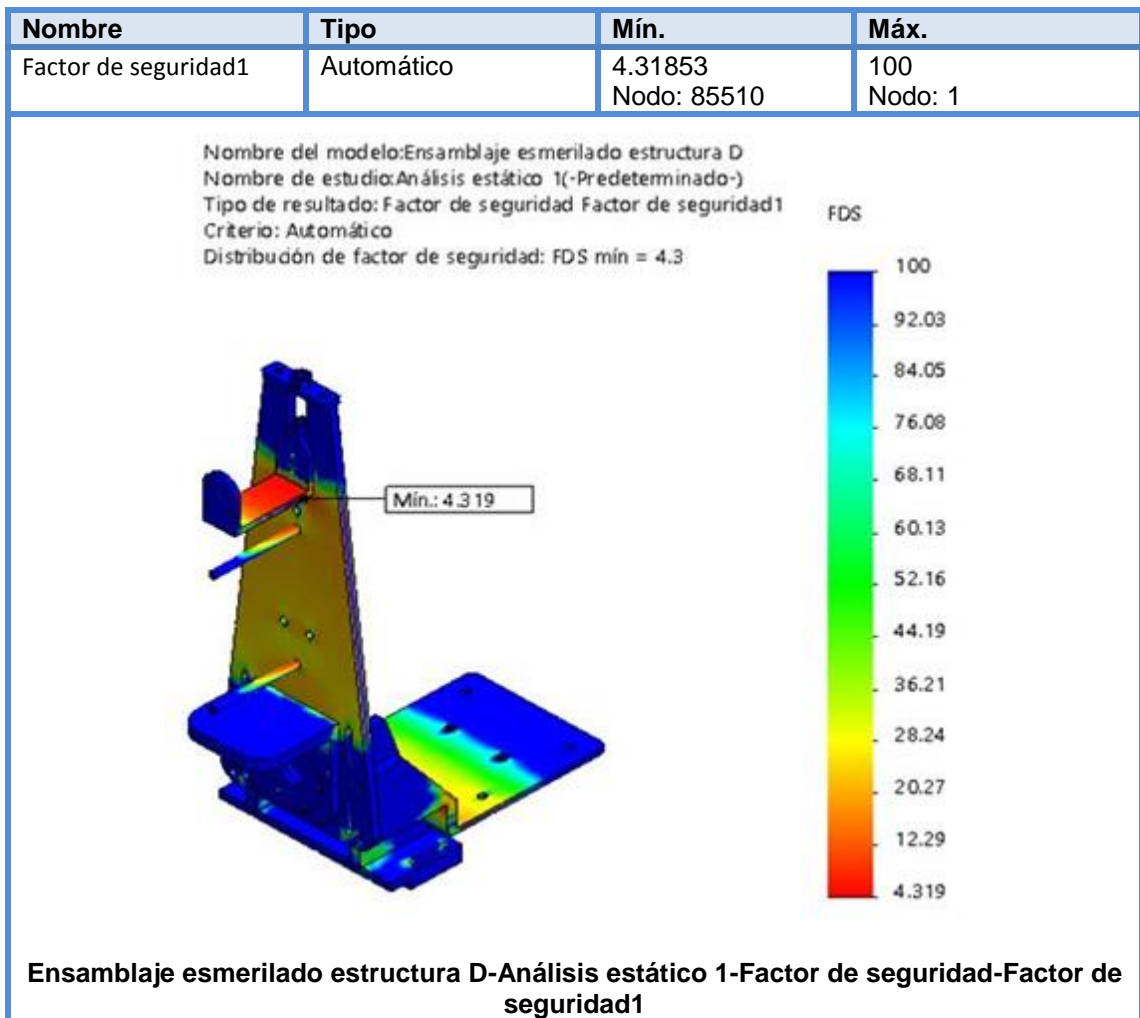 Nombre Tipo Mín. Máx.
Factor de seguridad1 Automático 4.31853 100
Nodo: 85510 Nodo: 1
Nombre del modelo:Ensamblaje esmerilado estructura D
Nombre de estudio:Análisis estático 1(-Predeterminado-)
Tipo de resultado: Factor de seguridad Factor de seguridad1
Criterio: Automático
Distribución de factor de seguridad: FDS mín = 4.3
FDS
100
92.03
84.05
76.08
68.11
60.13
52.16
44.19
36.21
28.24
20.27
12.29
4.319
Mín.: 4.319
Ensamblaje esmerilado estructura D-Análisis estático 1-Factor de seguridad-Factor de
seguridad1